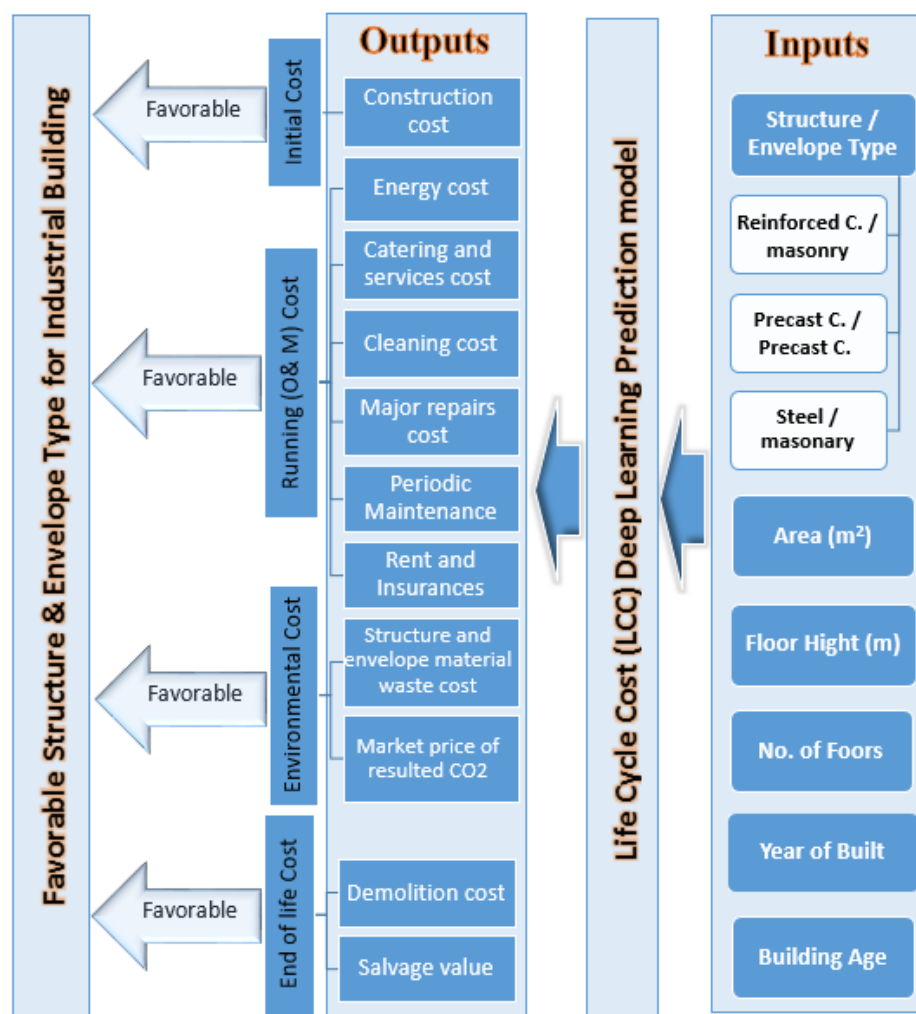 Favorable Structure & Envelope Type for Industrial Building
Favorable
Favorable
Favorable
Favorable
Initial Cost
Running (O& M) Cost
Environmental Cost
End of life Cost
Outputs
Construction
cost
Energy cost
Catering and
services cost
Cleaning cost
Major repairs
cost
Periodic
Maintenance
Rent and
Insurances
Structure and
envelope material
waste cost
Market price of
resulted CO2
Demolition cost
Salvage value
Life Cycle Cost (LCC) Deep Learning Prediction model
Inputs
Structure /
Envelope Type
Reinforced C. /
masonry
Precast C. /
Precast C.
Steel /
masonary
Area (m²)
Floor Hight (m)
No. of Foors
Year of Built
Building Age